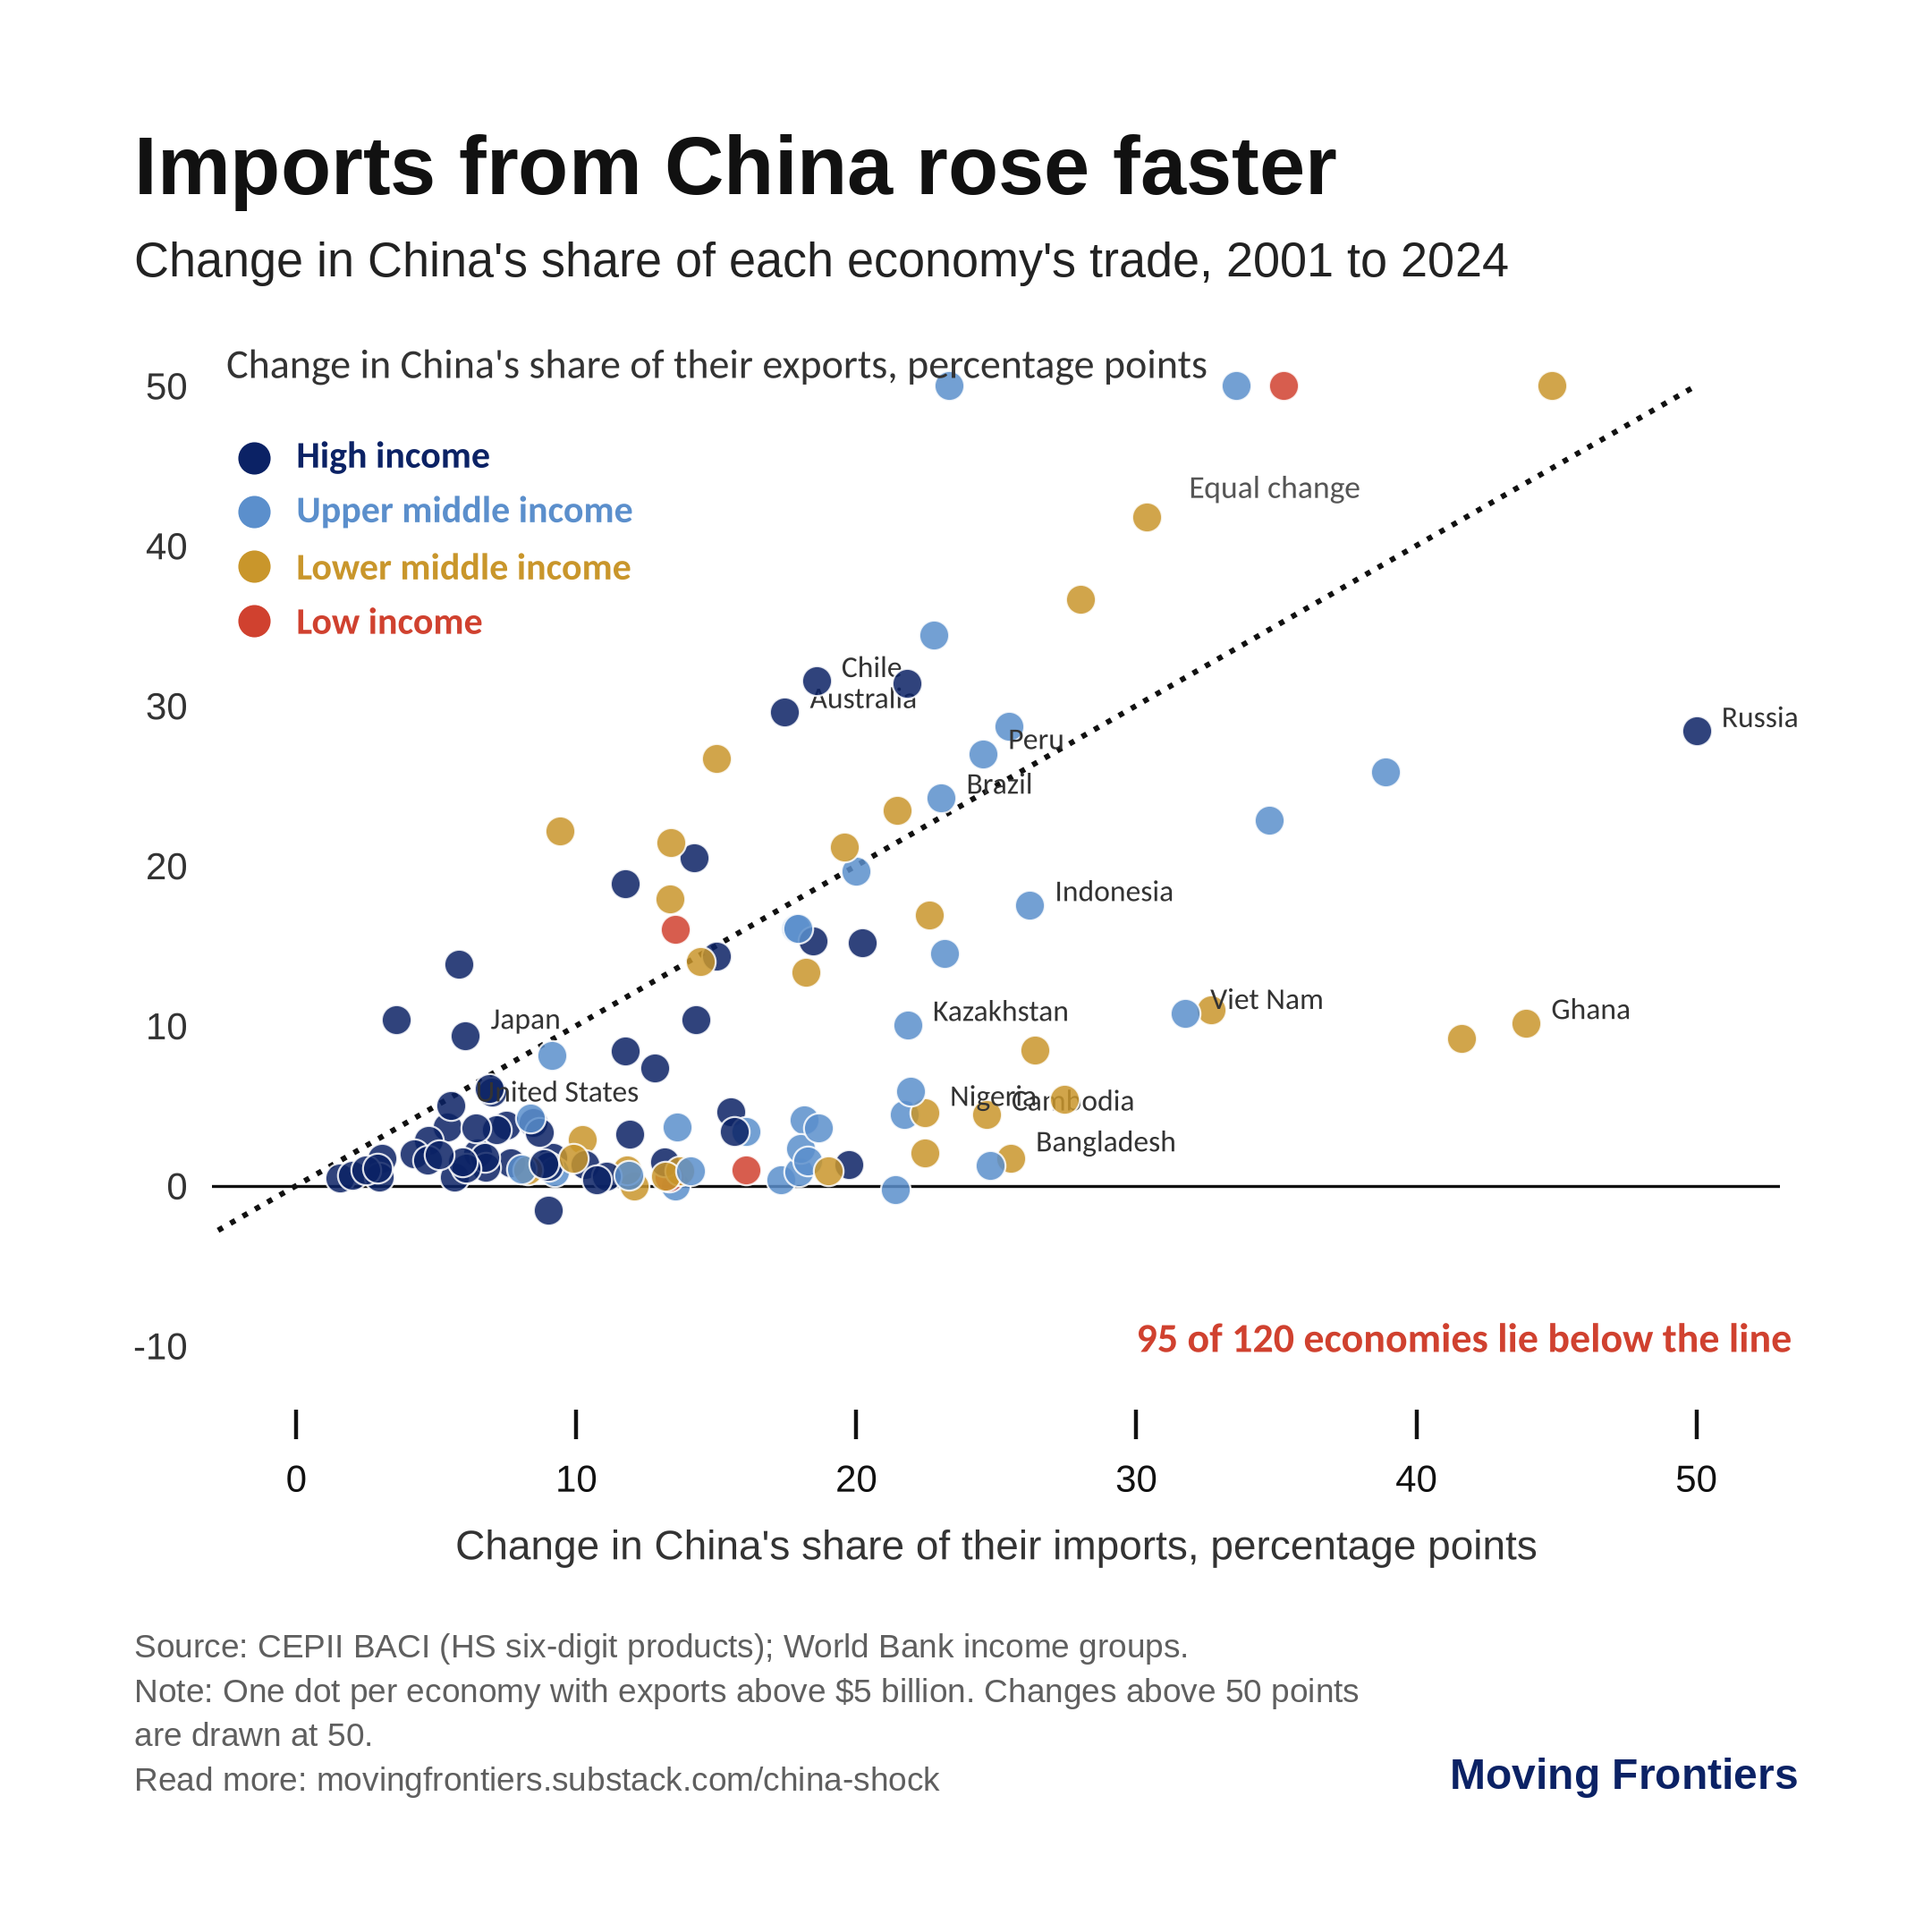 Imports from China rose faster
Change in China's share of each economy's trade, 2001 to 2024
Change in China's share of their exports, percentage points
50
High income
Equal change
Upper middle income
40
Lower middle income
Low income
Chile
Australia
30
Russia
Peru
Brazil
20
Indonesia
Viet Nam
Ghana
Kazakhstan
Japan
10
United States
Nigeria
Cambodia
Bangladesh
0
95 of 120 economies lie below the line
-10
0 10 20 30 40 50
Change in China's share of their imports, percentage points
Source: CEPII BACI (HS six-digit products); World Bank income groups.
Note: One dot per economy with exports above $5 billion. Changes above 50 points
are drawn at 50.
Read more: movingfrontiers.substack.com/china-shock
Moving Frontiers